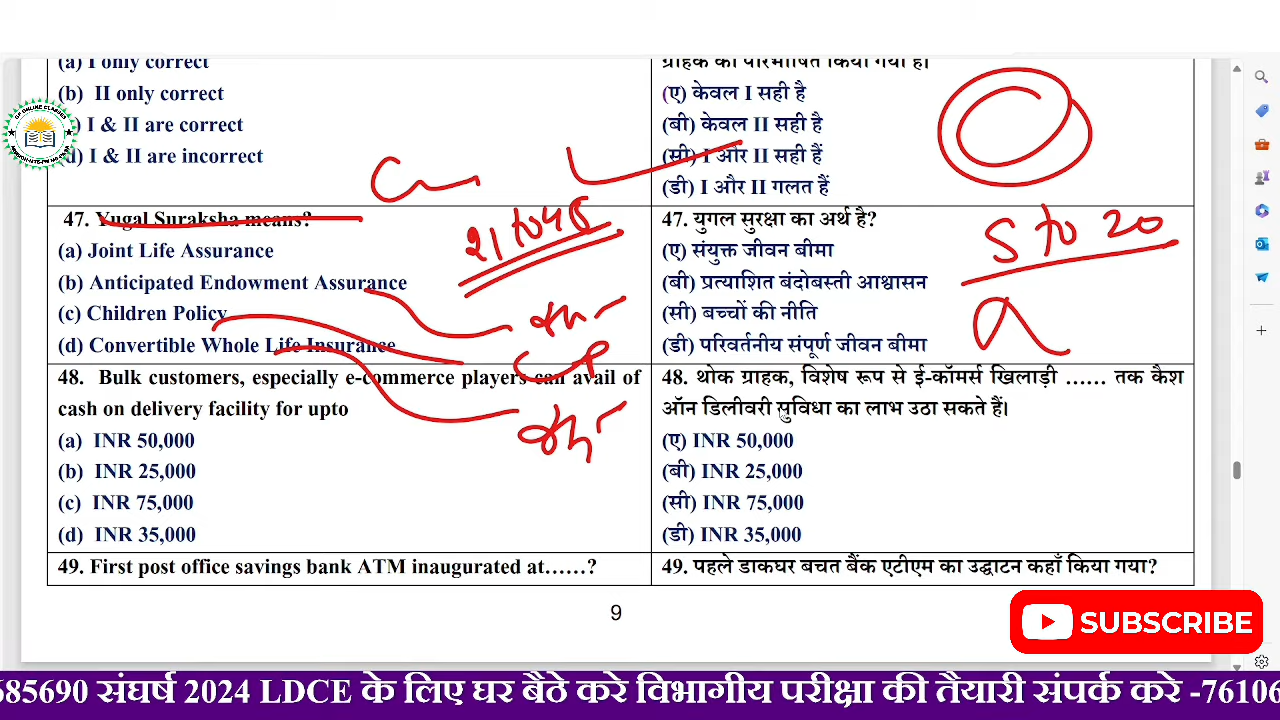 (a) I only correct
(b) II only correct
I & II are correct
(d) I & II are incorrect
ग्राहक को परिभाषित किया गया है।
(ए) केवल I सही है
(बी) केवल II सही है
(सी) I और II सही हैं
(डी) I और II गलत हैं
47. Yugal Suraksha means?
(a) Joint Life Assurance
(b) Anticipated Endowment Assurance
(c) Children Policy
(d) Convertible Whole Life Insurance
21 to 45
CP
47. युगल सुरक्षा का अर्थ है?
(ए) संयुक्त जीवन बीमा
(बी) प्रत्याशित बंदोबस्ती आश्वासन
(सी) बच्चों की नीति
(डी) परिवर्तनीय संपूर्ण जीवन बीमा
5 to 20
a
48. Bulk customers, especially e-commerce players can avail of
cash on delivery facility for upto
(a) INR 50,000
(b) INR 25,000
(c) INR 75,000
(d) INR 35,000
48. थोक ग्राहक, विशेष रूप से ई-कॉमर्स खिलाड़ी ...... तक कैश
ऑन डिलीवरी सुविधा का लाभ उठा सकते हैं।
(ए) INR 50,000
(बी) INR 25,000
(सी) INR 75,000
(डी) INR 35,000
49. First post office savings bank ATM inaugurated at......?
49. पहले डाकघर बचत बैंक एटीएम का उद्घाटन कहाँ किया गया?
9
SUBSCRIBE
685690 संघर्ष 2024 LDCE के लिए घर बैठे करे विभागीय परीक्षा की तैयारी संपर्क करे -76106